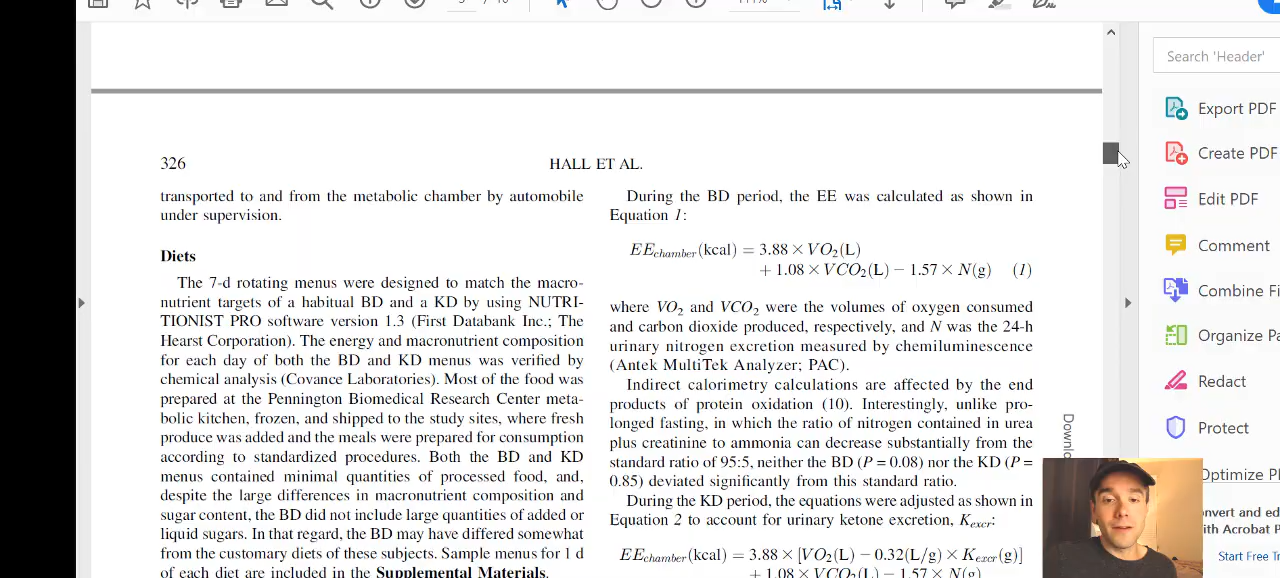 326
HALL ET AL.
transported to and from the metabolic chamber by automobile
under supervision.
Diets
The 7-d rotating menus were designed to match the macro-
nutrient targets of a habitual BD and a KD by using NUTRI-
TIONIST PRO software version 1.3 (First Databank Inc.; The
Hearst Corporation). The energy and macronutrient composition
for each day of both the BD and KD menus was verified by
chemical analysis (Covance Laboratories). Most of the food was
prepared at the Pennington Biomedical Research Center meta-
bolic kitchen, frozen, and shipped to the study sites, where fresh
produce was added and the meals were prepared for consumption
according to standardized procedures. Both the BD and KD
menus contained minimal quantities of processed food, and,
despite the large differences in macronutrient composition and
sugar content, the BD did not include large quantities of added or
liquid sugars. In that regard, the BD may have differed somewhat
from the customary diets of these subjects. Sample menus for 1 d
of each diet are included in the Supplemental Materials.
During the BD period, the EE was calculated as shown in
Equation 1:
EEchamber(kcal) = 3.88 × VO2(L)
+ 1.08 × VCO2(L) − 1.57 × N(g) (1)
where VO2 and VCO2 were the volumes of oxygen consumed
and carbon dioxide produced, respectively, and N was the 24-h
urinary nitrogen excretion measured by chemiluminescence
(Antek MultiTek Analyzer; PAC).
Indirect calorimetry calculations are affected by the end
products of protein oxidation (10). Interestingly, unlike pro-
longed fasting, in which the ratio of nitrogen contained in urea
plus creatinine to ammonia can decrease substantially from the
standard ratio of 95:5, neither the BD (P = 0.08) nor the KD (P =
0.85) deviated significantly from this standard ratio.
During the KD period, the equations were adjusted as shown in
Equation 2 to account for urinary ketone excretion, Kexcr:
EEchamber(kcal) = 3.88 × [VO2(L) − 0.32(L/g) × Kexcr(g)]
+ 1.08 × VCO2(L) − 1.57 × N(g)
Downlo
Search 'Header'
Export PDF
Create PDF
Edit PDF
Comment
Combine Fi
Organize Pa
Redact
Protect
Optimize P
nvert and ed
ith Acrobat P
Start Free Tr